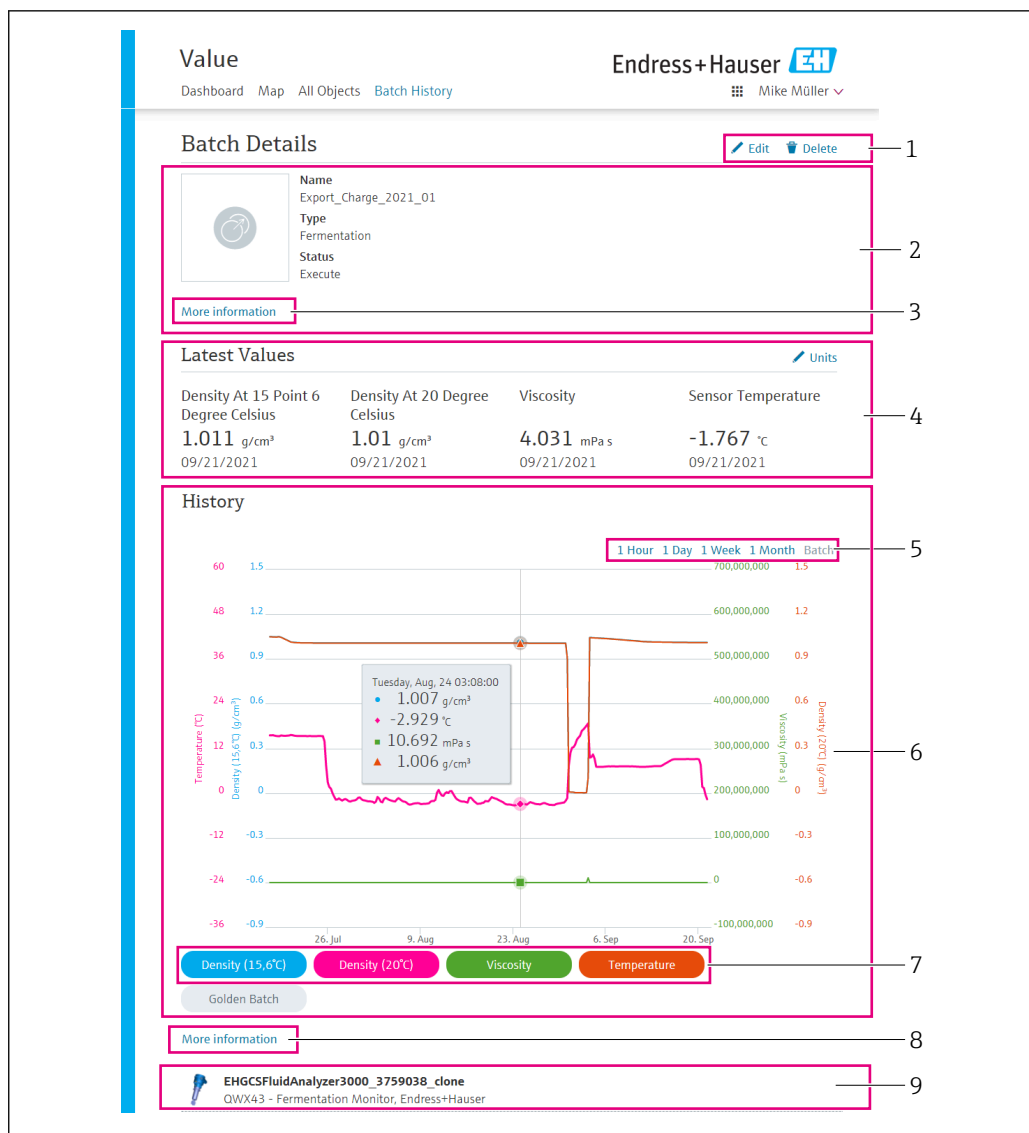 Value
Endress+Hauser EH
Dashboard Map All Objects Batch History
Mike Müller
Batch Details
Edit Delete
1
Name
Export_Charge_2021_01
Type
Fermentation
Status
Execute
2
More information
3
Latest Values
Units
Density At 15 Point 6 Degree Celsius
1.011 g/cm³
09/21/2021
Density At 20 Degree Celsius
1.01 g/cm³
09/21/2021
Viscosity
4.031 mPa s
09/21/2021
Sensor Temperature
-1.767 °C
09/21/2021
4
History
1 Hour 1 Day 1 Week 1 Month Batch
5
60 1.5 700,000,000 1.5
48 1.2 600,000,000 1.2
36 0.9 500,000,000 0.9
24 0.6 400,000,000 0.6
12 0.3 300,000,000 0.3
0 0 200,000,000 0
-12 -0.3 100,000,000 -0.3
-24 -0.6 0 -0.6
-36 -0.9 -100,000,000 -0.9
Temperature (°C)
Density (15,6°C) (g/cm³)
Viscosity (mPa s)
Density (20°C) (g/cm³)
Tuesday, Aug, 24 03:08:00
1.007 g/cm³
-2.929 °C
10.692 mPa s
1.006 g/cm³
6
26. Jul 9. Aug 23. Aug 6. Sep 20. Sep
Density (15,6°C) Density (20°C) Viscosity Temperature
7
Golden Batch
More information
8
EHGCSFluidAnalyzer3000_3759038_clone
QWX43 - Fermentation Monitor, Endress+Hauser
9